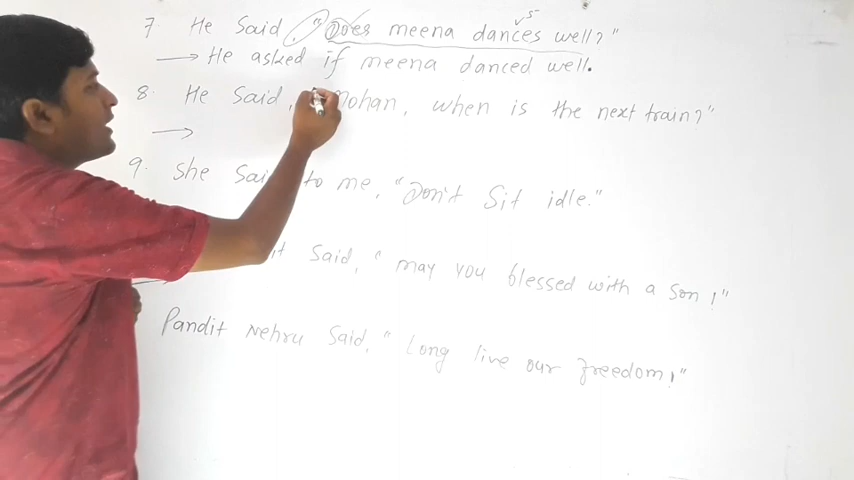 7 He Said, "Does meena dances well?"
→ He asked if meena danced well.
8. He Said, Mohan, when is the next train?"
→
9. She Said to me, "Don't Sit idle."
Said, "may you blessed with a son!"
Pandit Nehru Said, "Long live our freedom!"